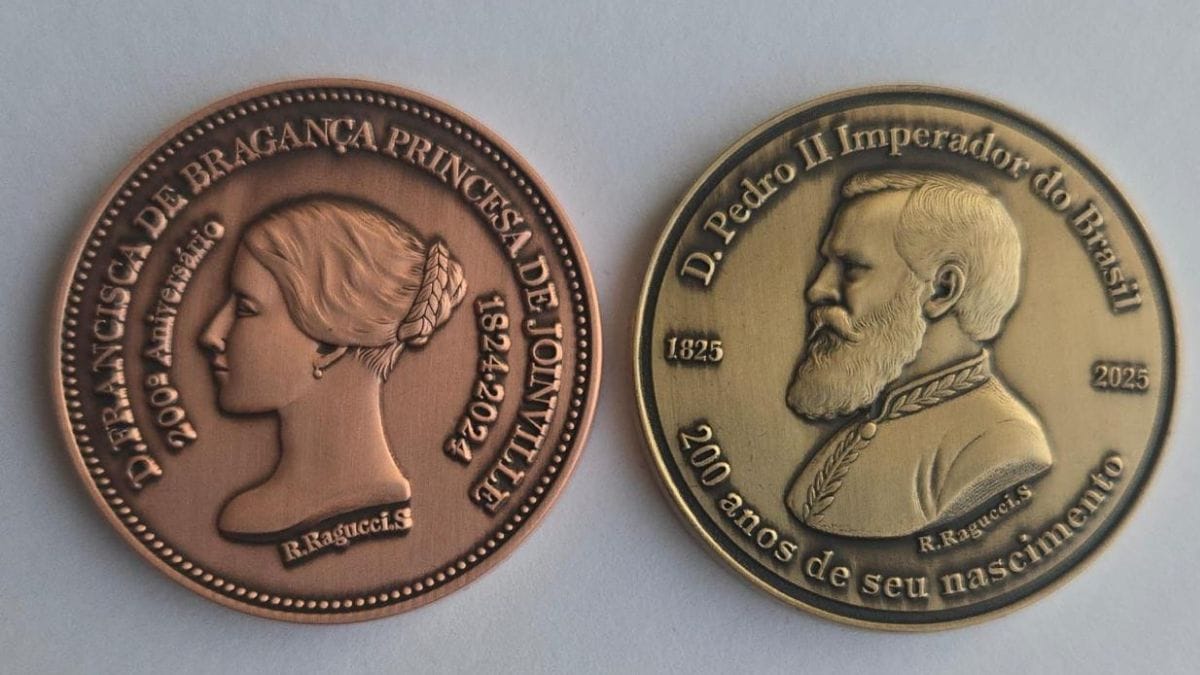 D.FRANCISCA DE BRAGANÇA PRINCESA DE JOINVILLE
200º Aniversário
1824-2024
R.Ragucci.S
D. Pedro II Imperador do Brasil
1825
2025
R.Ragucci.S
200 anos de seu nascimento